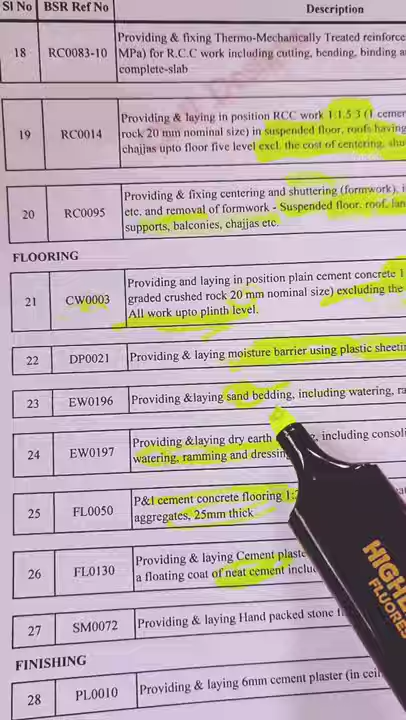 Sl No BSR Ref No Description
18 RC0083-10 Providing & fixing Thermo-Mechanically Treated reinforce
MPa) for R.C.C work including cutting, bending, binding a
complete-slab
19 RC0014 Providing & laying in position RCC work 1:1.5:3 (1 cemer
rock 20 mm nominal size) in suspended floor, roofs having
chajjas upto floor five level excl. the cost of centering, shu
20 RC0095 Providing & fixing centering and shuttering (formwork), i
etc. and removal of formwork - Suspended floor, roof, lan
supports, balconies, chajjas etc.
FLOORING
21 CW0003 Providing and laying in position plain cement concrete 1
graded crushed rock 20 mm nominal size) excluding the
All work upto plinth level.
22 DP0021 Providing & laying moisture barrier using plastic sheetin
23 EW0196 Providing &laying sand bedding, including watering, ra
24 EW0197 Providing &laying dry earth including consoli
watering, ramming and dressin
25 FL0050 P&l cement concrete flooring 1:
aggregates, 25mm thick
26 FL0130 Providing & laying Cement plaste
a floating coat of neat cement inclu
27 SM0072 Providing & laying Hand packed stone
FINISHING
28 PL0010 Providing & laying 6mm cement plaster (in ceil
HIGH
FLUORES